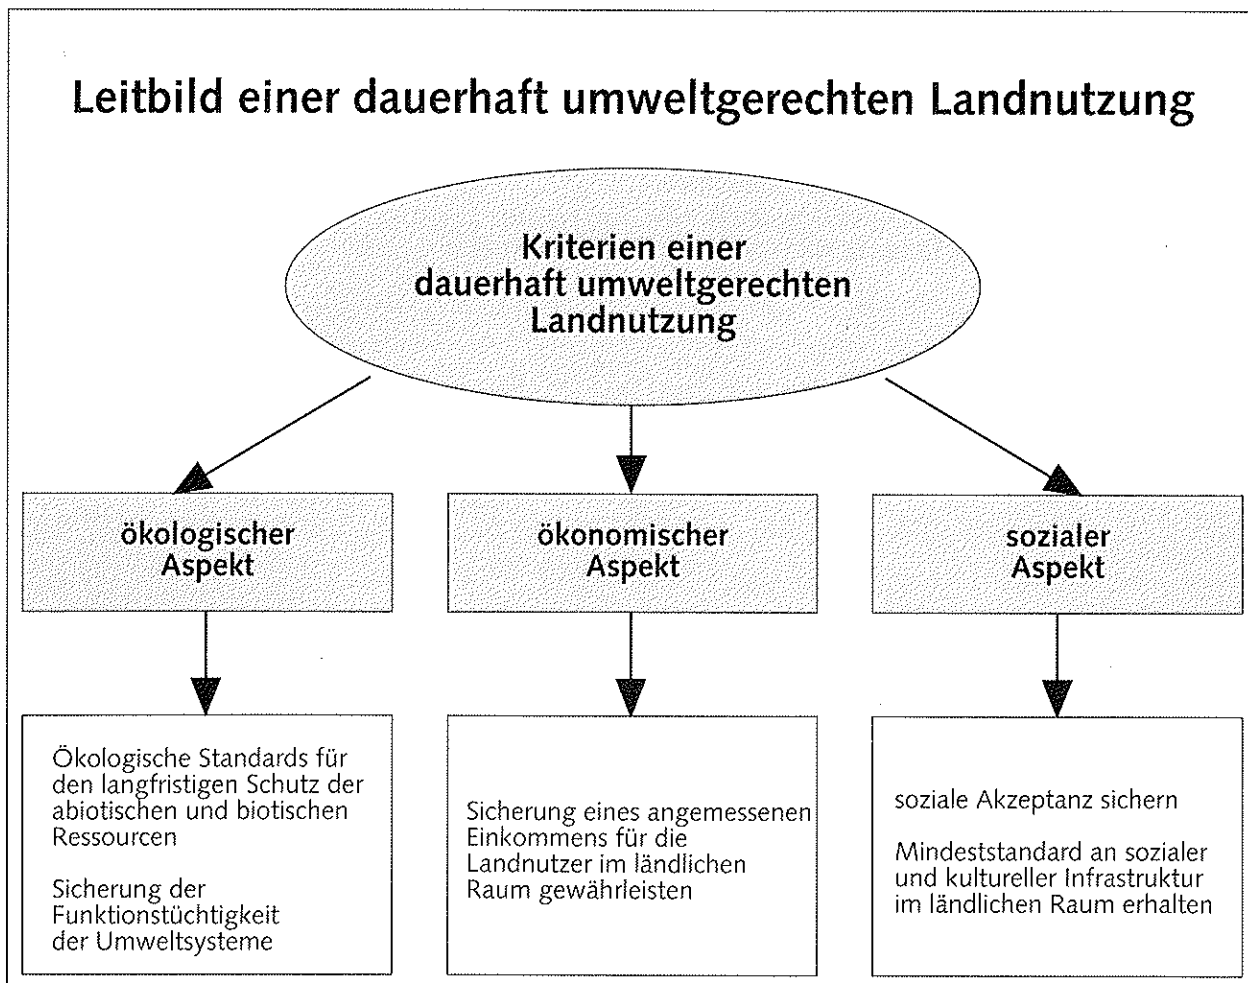 Leitbild einer dauerhaft umweltgerechten Landnutzung
Kriterien einer
dauerhaft umweltgerechten
Landnutzung
ökologischer
Aspekt
ökonomischer
Aspekt
sozialer
Aspekt
Ökologische Standards für
den langfristigen Schutz der
abiotischen und biotischen
Ressourcen
Sicherung der
Funktionstüchtigkeit
der Umweltsysteme
Sicherung eines angemessenen
Einkommens für die
Landnutzer im ländlichen
Raum gewährleisten
soziale Akzeptanz sichern
Mindeststandard an sozialer
und kultureller Infrastruktur
im ländlichen Raum erhalten